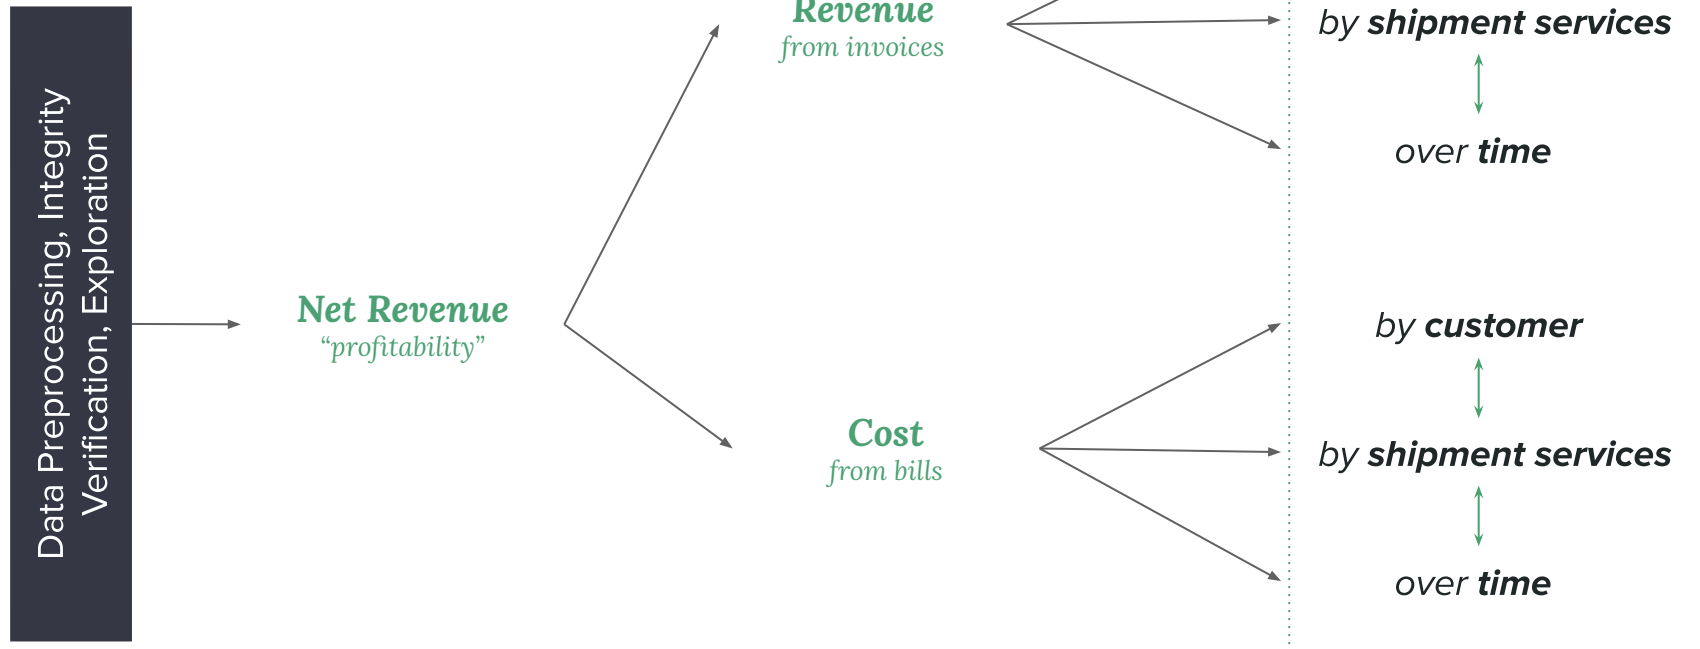 Data Preprocessing, Integrity
Verification, Exploration
Net Revenue
“profitability”
Revenue
from invoices
by shipment services
over time
Cost
from bills
by customer
by shipment services
over time